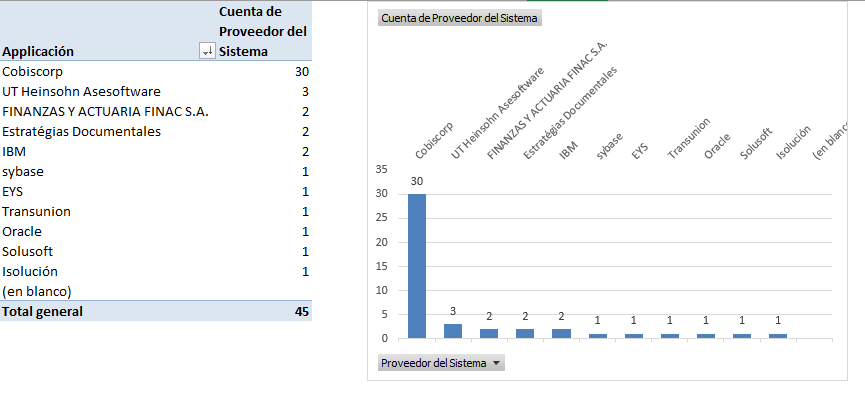 Cuenta de
Proveedor del
Applicación Sistema
Cobiscorp 30
UT Heinsohn Asesoftware 3
FINANZAS Y ACTUARIA FINAC S.A. 2
Estratégias Documentales 2
IBM 2
sybase 1
EYS 1
Transunion 1
Oracle 1
Solusoft 1
Isolución 1
(en blanco)
Total general 45
Cuenta de Proveedor del Sistema
Cobiscorp
UT Heinsohn Asesoftware
FINANZAS Y ACTUARIA FINAC S.A.
Estratégias Documentales
IBM
sybase
EYS
Transunion
Oracle
Solusoft
Isolución
(en blanc
35
30
25
20
15
10
5
0
30
3
2
2
2
1
1
1
1
1
1
Proveedor del Sistema